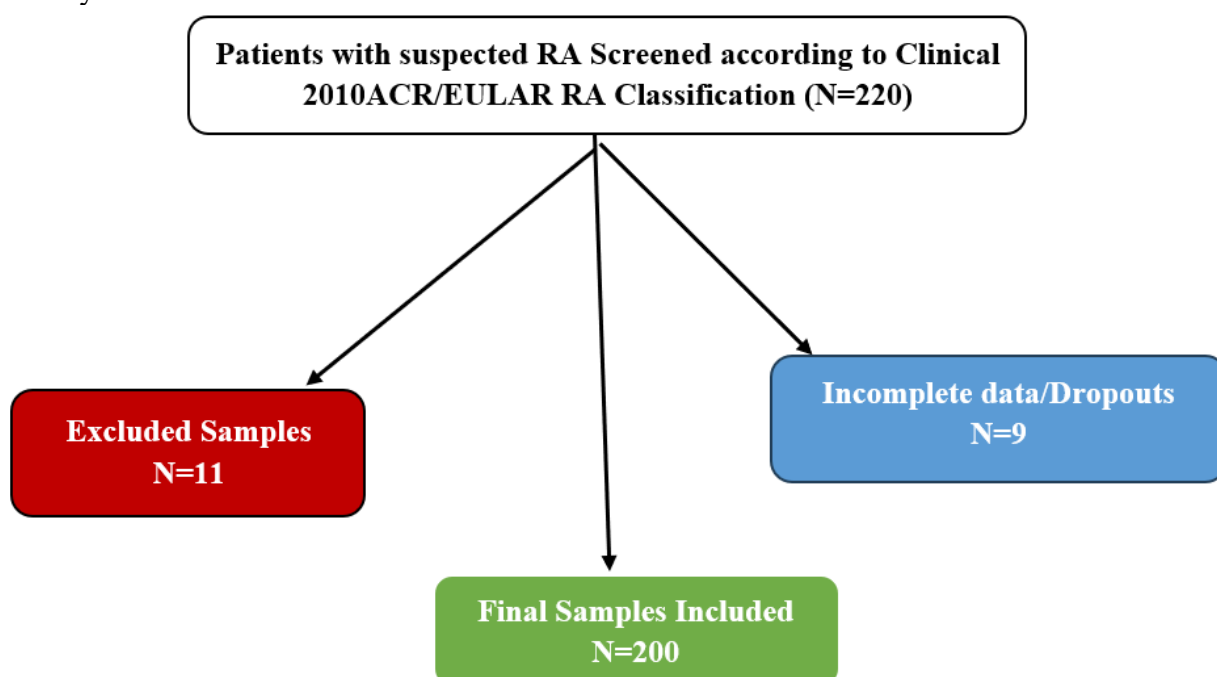 Patients with suspected RA Screened according to Clinical
2010ACR/EULAR RA Classification (N=220)
Incomplete data/Dropouts
N=9
Excluded Samples
N=11
Final Samples Included
N=200